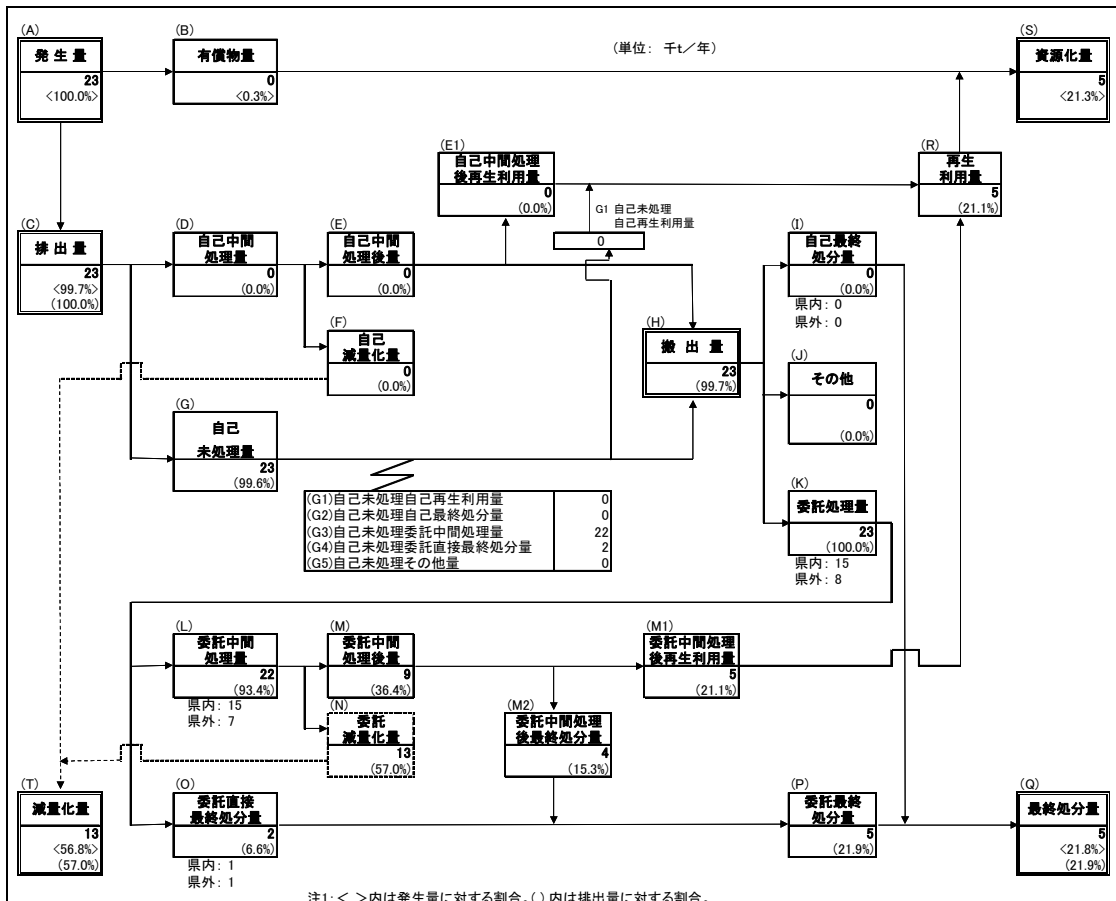 (A)
発 生 量
23
<100.0%>
(B)
有償物量
0
<0.3%>
(単位: 千t／年)
(S)
資源化量
5
<21.3%>
(E1)
自己中間処理
後再生利用量
0
(0.0%)
G1 自己未処理
自己再生利用量
0
(R)
再生
利用量
5
(21.1%)
(C)
排 出 量
23
<99.7%>
(100.0%)
(D)
自己中間
処理量
0
(0.0%)
(E)
自己中間
処理後量
0
(0.0%)
(I)
自己最終
処分量
0
(0.0%)
県内: 0
県外: 0
(F)
自己
減量化量
0
(0.0%)
(H)
搬 出 量
23
(99.7%)
(J)
その他
0
(0.0%)
(G)
自己
未処理量
23
(99.6%)
(G1)自己未処理自己再生利用量 0
(G2)自己未処理自己最終処分量 0
(G3)自己未処理委託中間処理量 22
(G4)自己未処理委託直接最終処分量 2
(G5)自己未処理その他量 0
(K)
委託処理量
23
(100.0%)
県内: 15
県外: 8
(L)
委託中間
処理量
22
(93.4%)
県内: 15
県外: 7
(M)
委託中間
処理後量
9
(36.4%)
(M1)
委託中間処理
後再生利用量
5
(21.1%)
(N)
委託
減量化量
13
(57.0%)
(M2)
委託中間処理
後最終処分量
4
(15.3%)
(T)
減量化量
13
<56.8%>
(57.0%)
(O)
委託直接
最終処分量
2
(6.6%)
県内: 1
県外: 1
(P)
委託最終
処分量
5
(21.9%)
(Q)
最終処分量
5
<21.8%>
(21.9%)
注1:< >内は発生量に対する割合。( )内は排出量に対する割合。